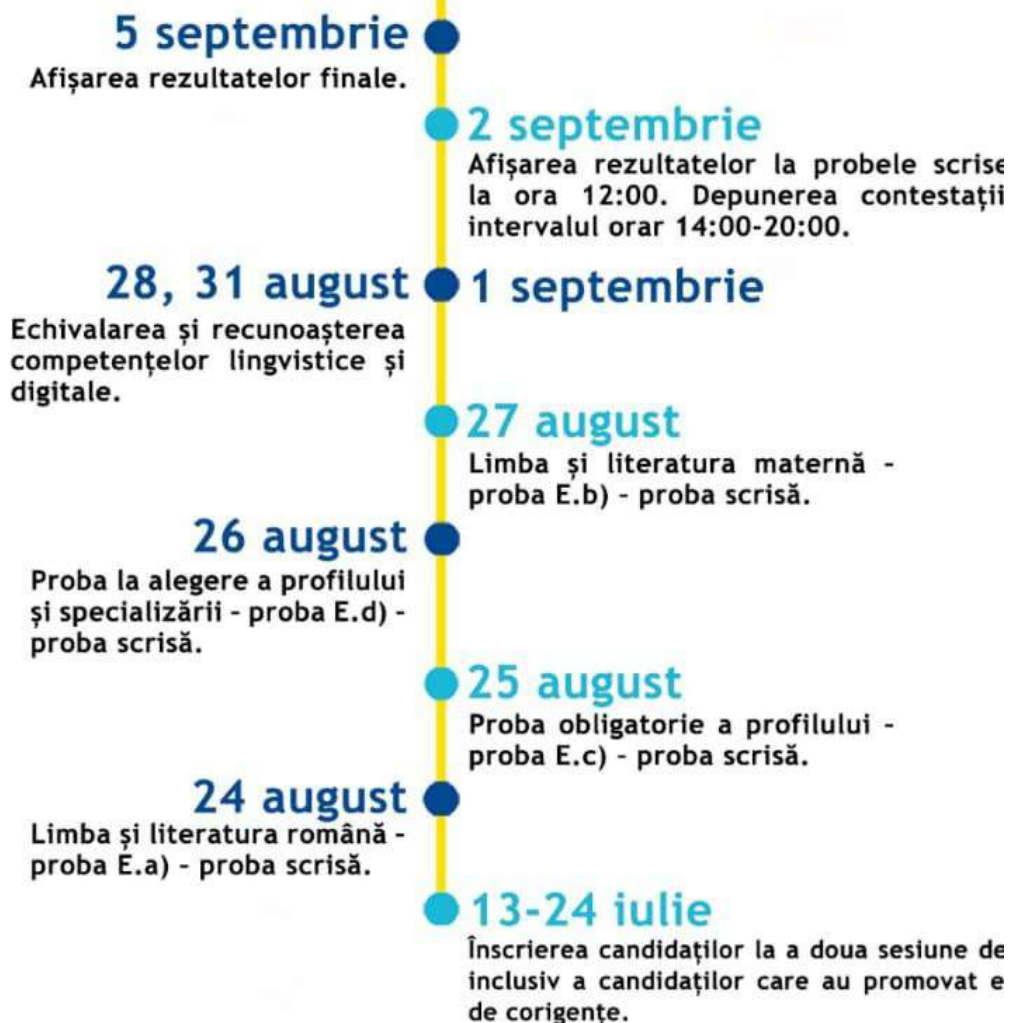 5 septembrie
Afișarea rezultatelor finale.
2 septembrie
Afișarea rezultatelor la probele scrise
la ora 12:00. Depunerea contestații
intervalul orar 14:00-20:00.
28, 31 august
1 septembrie
Echivalarea și recunoașterea
competențelor lingvistice și
digitale.
27 august
Limba și literatura maternă -
proba E.b) - proba scrisă.
26 august
Proba la alegere a profilului
și specializării - proba E.d) -
proba scrisă.
25 august
Proba obligatorie a profilului -
proba E.c) - proba scrisă.
24 august
Limba și literatura română -
proba E.a) - proba scrisă.
13-24 iulie
Înscrierea candidaților la a doua sesiune de
inclusiv a candidaților care au promovat e
de corigențe.